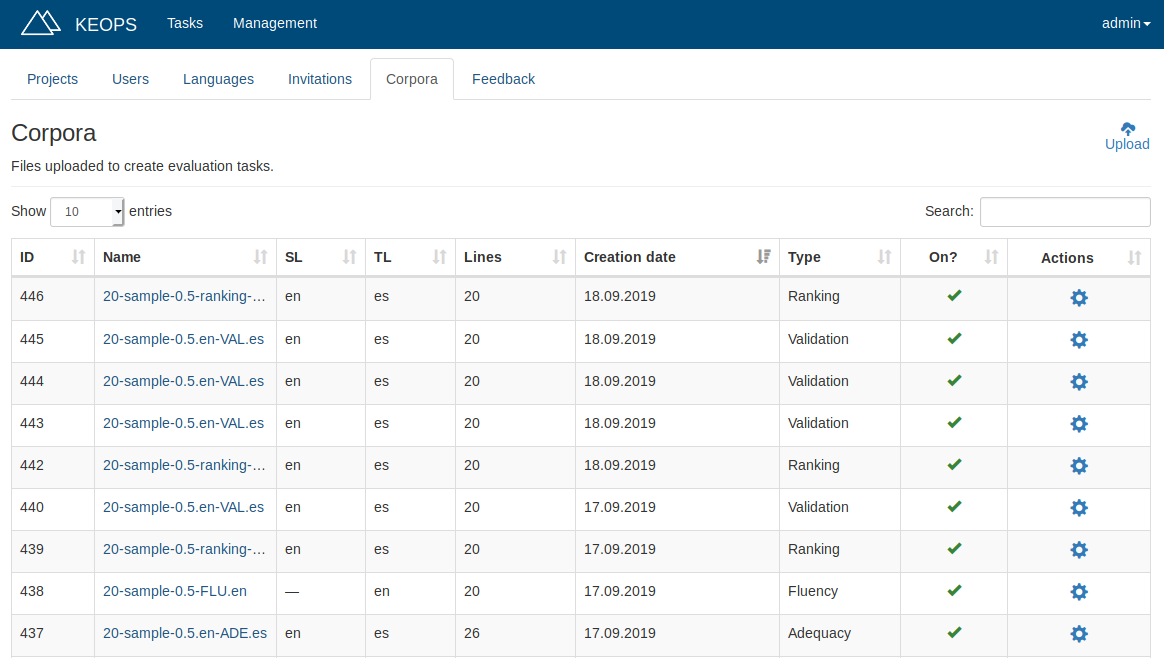 KEOPS Tasks Management admin
Projects Users Languages Invitations Corpora Feedback
Corpora
Upload
Files uploaded to create evaluation tasks.
Show 10 entries Search:
ID Name SL TL Lines Creation date Type On? Actions
446 20-sample-0.5-ranking-... en es 20 18.09.2019 Ranking
445 20-sample-0.5.en-VAL.es en es 20 18.09.2019 Validation
444 20-sample-0.5.en-VAL.es en es 20 18.09.2019 Validation
443 20-sample-0.5.en-VAL.es en es 20 18.09.2019 Validation
442 20-sample-0.5-ranking-... en es 20 18.09.2019 Ranking
440 20-sample-0.5.en-VAL.es en es 20 17.09.2019 Validation
439 20-sample-0.5-ranking-... en es 20 17.09.2019 Ranking
438 20-sample-0.5-FLU.en — en 20 17.09.2019 Fluency
437 20-sample-0.5.en-ADE.es en es 26 17.09.2019 Adequacy